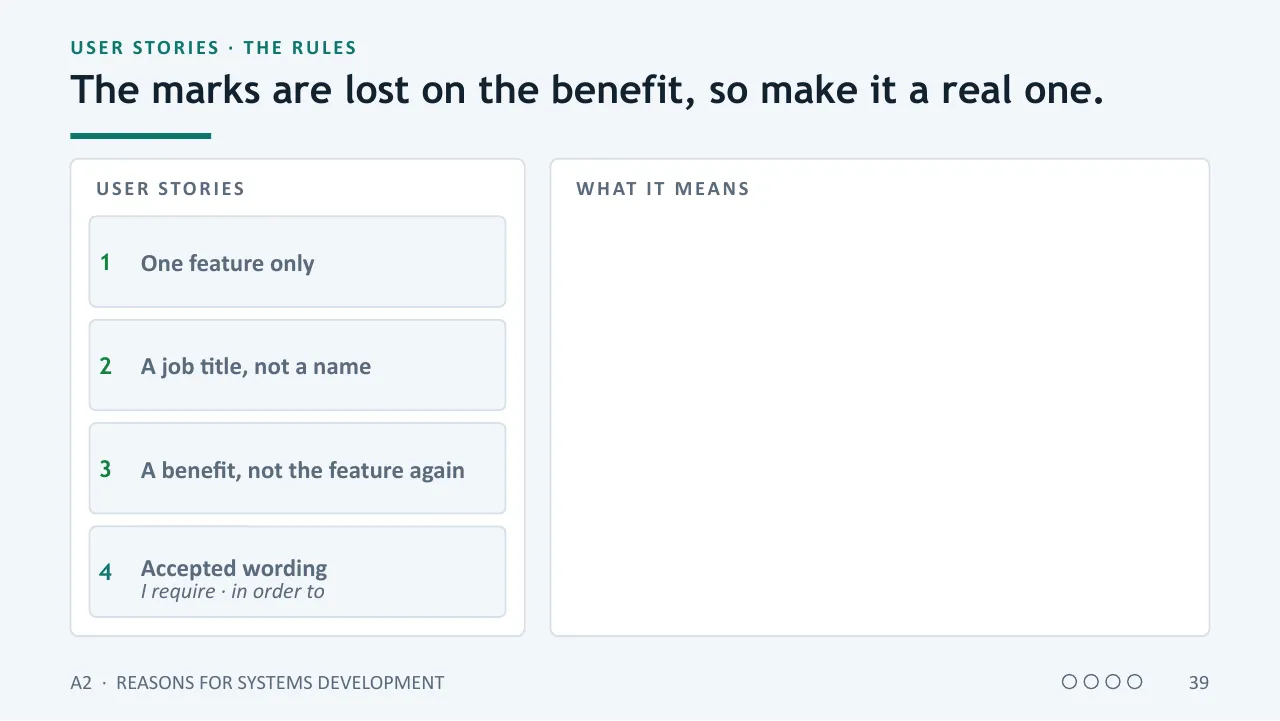 USER STORIES · THE RULES
The marks are lost on the benefit, so make it a real one.
USER STORIES
1 One feature only
2 A job title, not a name
3 A benefit, not the feature again
4 Accepted wording
I require · in order to
WHAT IT MEANS
A2 · REASONS FOR SYSTEMS DEVELOPMENT
39